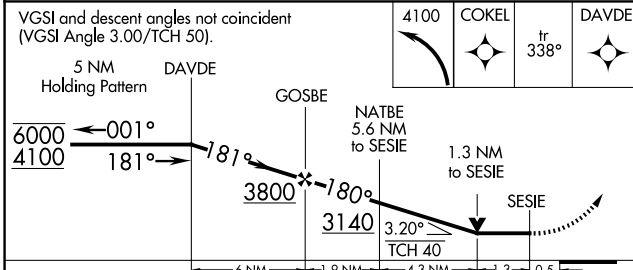 VGSI and descent angles not coincident
(VGSI Angle 3.00/TCH 50).
4100
COKEL
tr
338°
DAVDE
5 NM
Holding Pattern
DAVDE
GOSBE
NATBE
5.6 NM
to SESIE
1.3 NM
to SESIE
SESIE
6000
4100
001°
181°
181°
3800
180°
3140
3.20°
TCH 40
6 NM
1.9 NM
4.3 NM
1.3
0.5